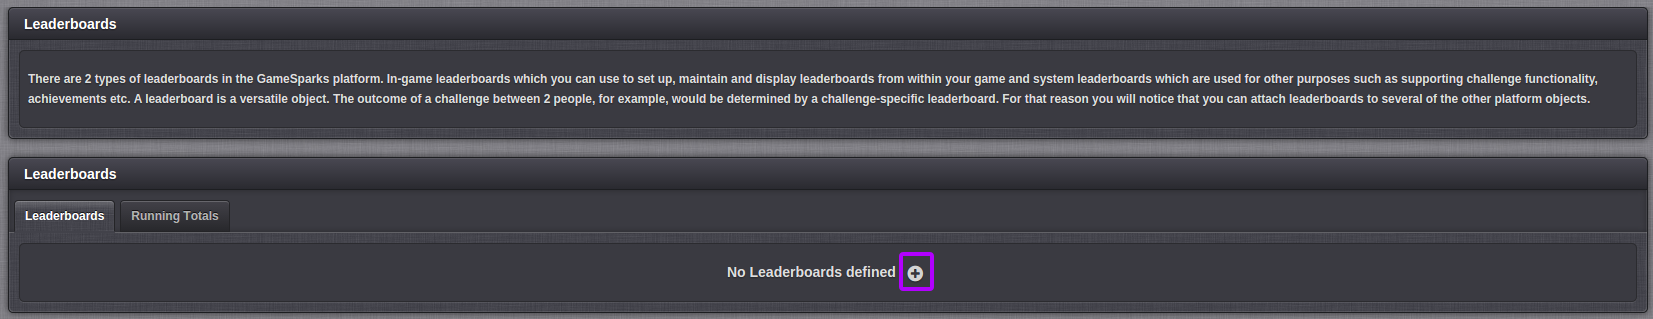 Leaderboards
There are 2 types of leaderboards in the GameSparks platform. In-game leaderboards which you can use to set up, maintain and display leaderboards from within your game and system leaderboards which are used for other purposes such as supporting challenge functionality,
achievements etc. A leaderboard is a versatile object. The outcome of a challenge between 2 people, for example, would be determined by a challenge-specific leaderboard. For that reason you will notice that you can attach leaderboards to several of the other platform objects.
Leaderboards
Leaderboards Running Totals
No Leaderboards defined